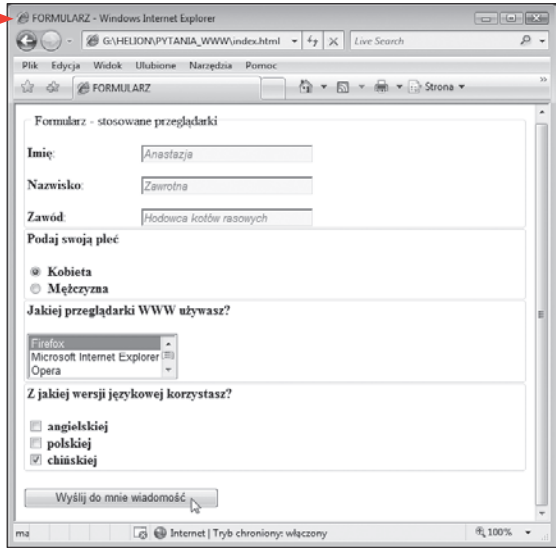 FORMULARZ - Windows Internet Explorer
G:\HELION\PYTANIA_WWW\index.html
Live Search
Plik Edycja Widok Ulubione Narzędzia Pomoc
FORMULARZ
Strona
Formularz - stosowane przeglądarki
Imię: Anastazja
Nazwisko: Zawrotna
Zawód: Hodowca kotów rasowych
Podaj swoją płeć
Kobieta
Mężczyzna
Jakiej przeglądarki WWW używasz?
Firefox
Microsoft Internet Explorer
Opera
Z jakiej wersji językowej korzystasz?
angielskiej
polskiej
chińskiej
Wyślij do mnie wiadomość
ma Internet | Tryb chroniony: włączony 100%